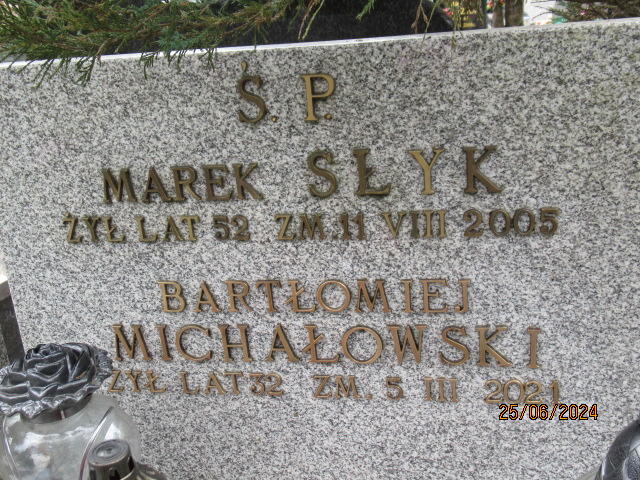 Ś. P.
MAREK SŁYK
ŻYŁ LAT 52 ZM. 11 VIII 2005
BARTŁOMIEJ
MICHAŁOWSKI
ŻYŁ LAT 32 ZM. 5 III 2021
25/06/2024